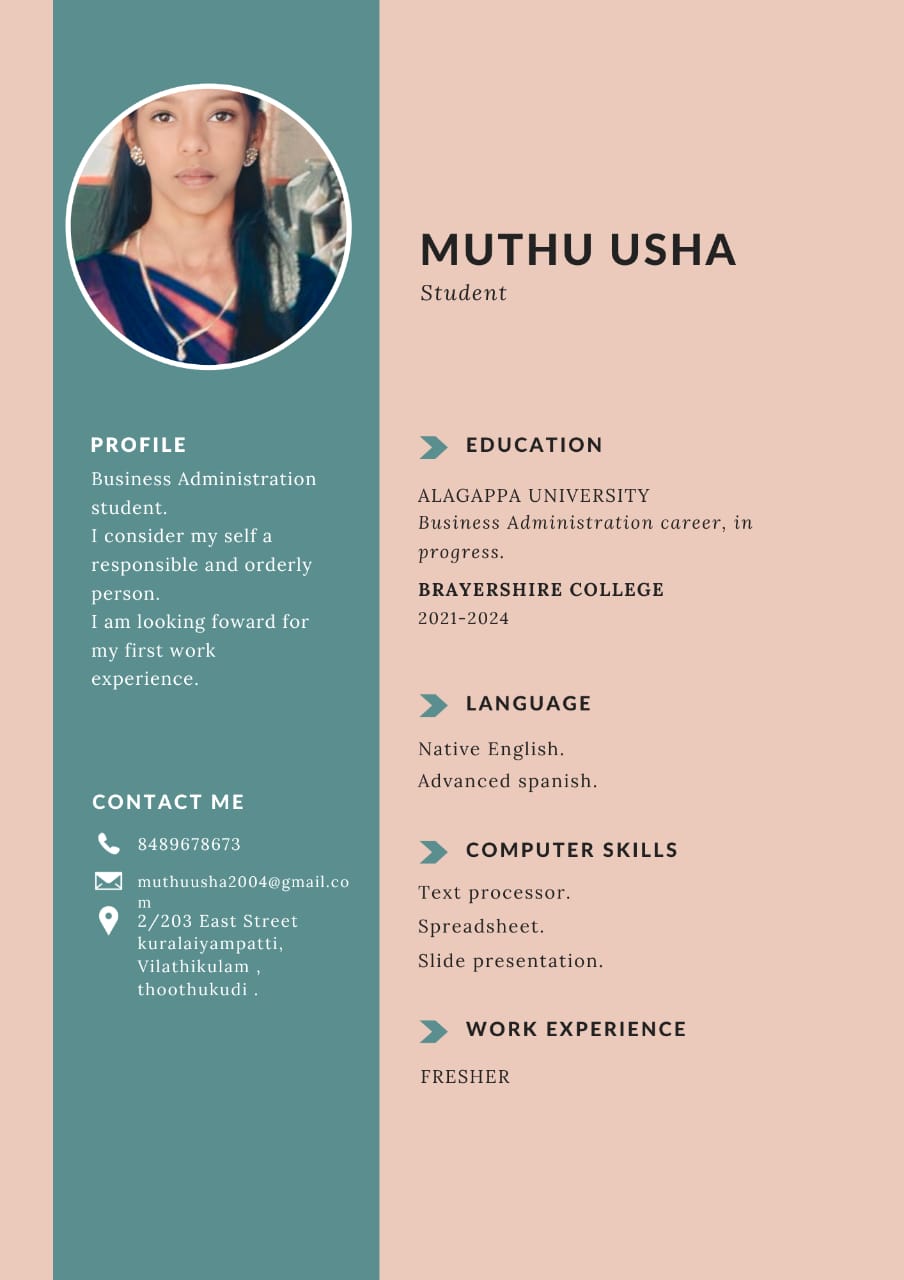 MUTHU USHA
Student
PROFILE
Business Administration
student.
I consider my self a
responsible and orderly
person.
I am looking foward for
my first work
experience.
CONTACT ME
8489678673
muthuusha2004@gmail.co
m
2/203 East Street
kuralaiyampatti,
Vilathikulam ,
thoothukudi .
EDUCATION
ALAGAPPA UNIVERSITY
Business Administration career, in
progress.
BRAYERSHIRE COLLEGE
2021-2024
LANGUAGE
Native English.
Advanced spanish.
COMPUTER SKILLS
Text processor.
Spreadsheet.
Slide presentation.
WORK EXPERIENCE
FRESHER